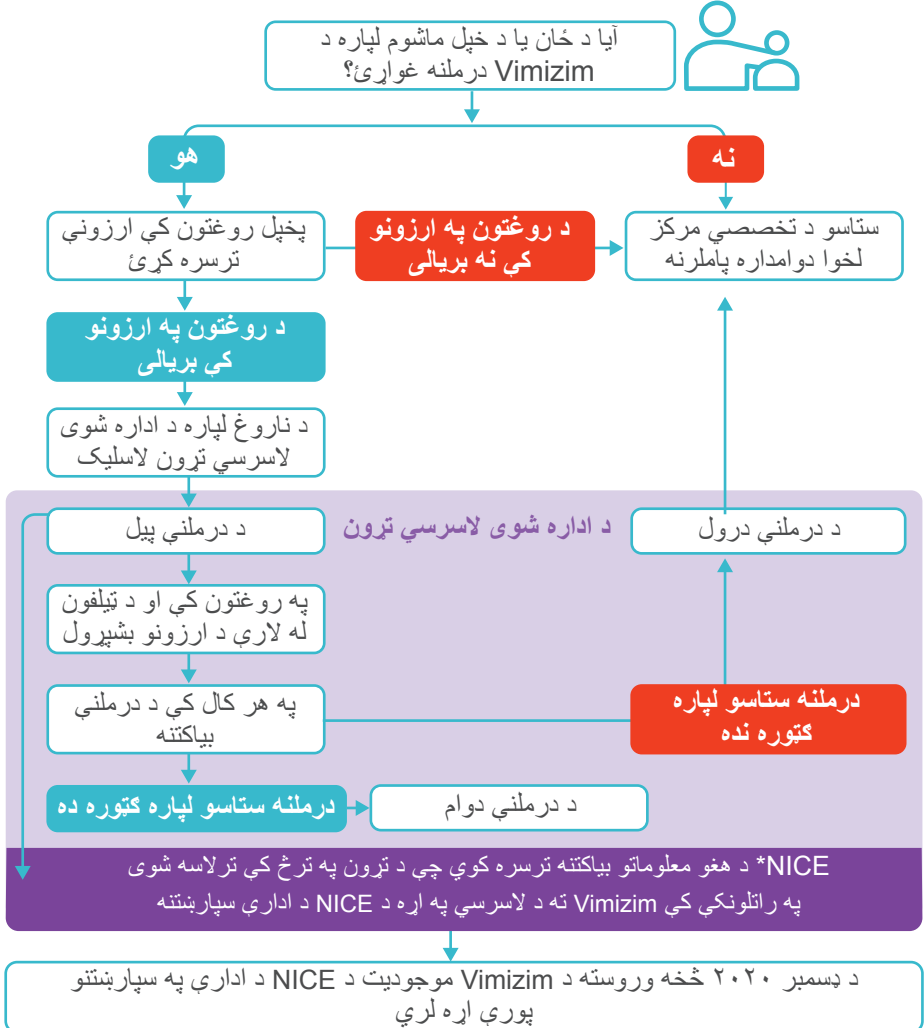 آیا د ځان یا د خپل ماشوم لپاره د
Vimizim درملنه غواړئ؟
هو
نه
پخپل روغتون کې ارزونې
ترسره کړئ
د روغتون په ارزونو
کې نه بریالی
ستاسو د تخصصي مرکز
لخوا دوامداره پاملرنه
د روغتون په ارزونو
کې بریالی
د ناروغ لپاره د اداره شوی
لاسرسي تړون لاسلیک
د درملنې پیل
د اداره شوی لاسرسي تړون
د درملنې درول
په روغتون کې او د ټیلفون
له لارې د ارزونو بشپړول
په هر کال کې د درملنې
بیاکتنه
درملنه ستاسو لپاره
ګټوره نده
درملنه ستاسو لپاره ګټوره ده
د درملنې دوام
NICE* د هغو معلوماتو بیاکتنه ترسره کوي چې د تړون په ترڅ کې ترلاسه شوی
په راتلونکې کې Vimizim ته د لاسرسي په اړه د NICE د ادارې سپارښتنه
د ډسمبر ۲۰۲۰ څخه وروسته د Vimizim موجودیت د NICE د ادارې په سپارښتنو
پورې اړه لري